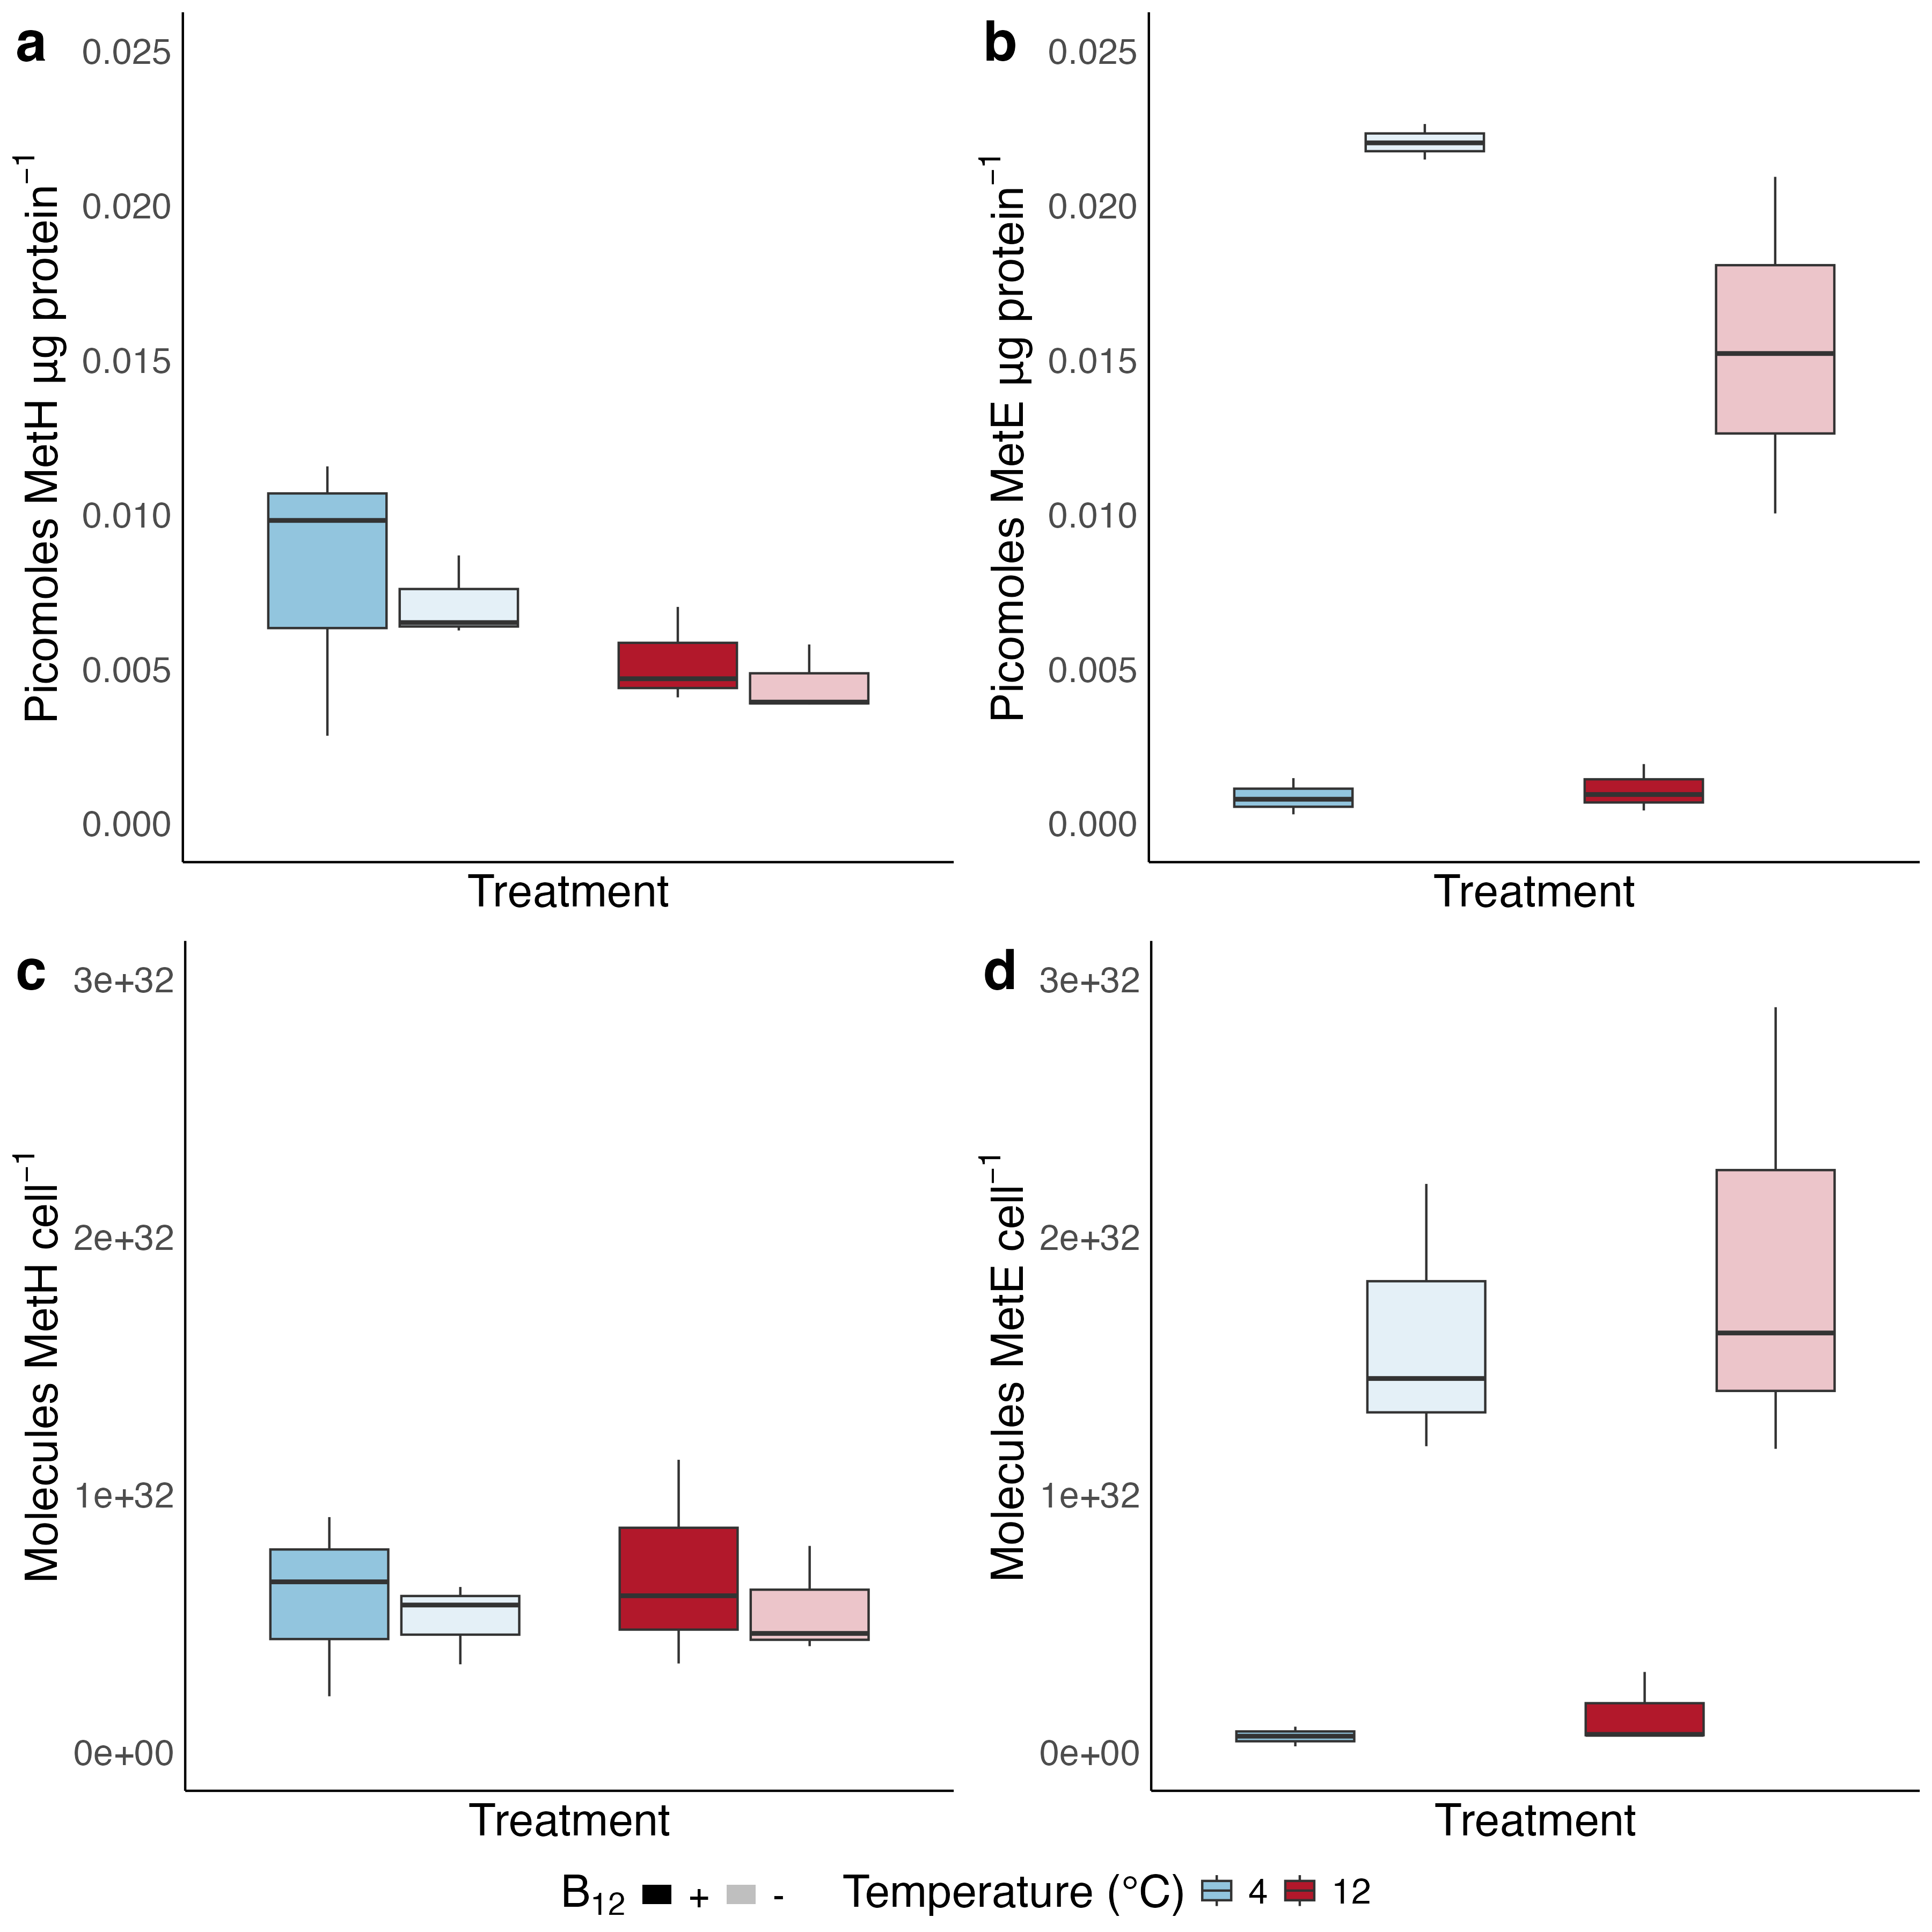 a
0.025
0.020
0.015
0.010
0.005
0.000
Picomoles MetH µg protein⁻¹
Treatment
b
0.025
0.020
0.015
0.010
0.005
0.000
Picomoles MetE µg protein⁻¹
Treatment
c
3e+32
2e+32
1e+32
0e+00
Molecules MetH cell⁻¹
Treatment
d
3e+32
2e+32
1e+32
0e+00
Molecules MetE cell⁻¹
Treatment
B₁₂ + - Temperature (°C) 4 12